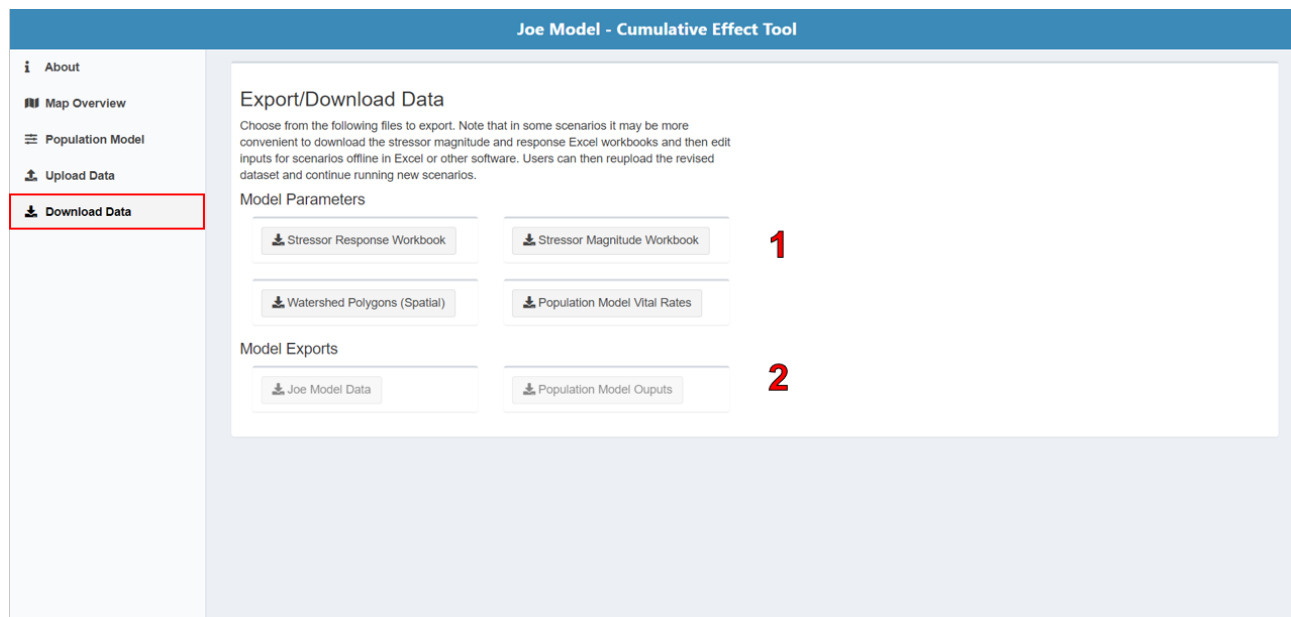 Joe Model - Cumulative Effect Tool
About
Map Overview
Population Model
Upload Data
Download Data
Export/Download Data
Choose from the following files to export. Note that in some scenarios it may be more
convenient to download the stressor magnitude and response Excel workbooks and then edit
inputs for scenarios offline in Excel or other software. Users can then reupload the revised
dataset and continue running new scenarios.
Model Parameters
Stressor Response Workbook
Stressor Magnitude Workbook
1
Watershed Polygons (Spatial)
Population Model Vital Rates
Model Exports
Joe Model Data
Population Model Ouputs
2